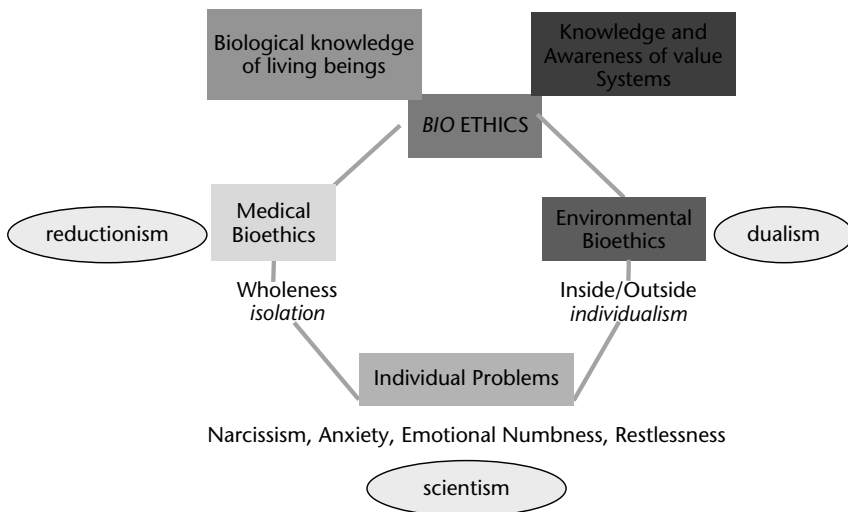 Biological knowledge
of living beings
Knowledge and
Awareness of value
Systems
BIO ETHICS
reductionism
Medical
Bioethics
Environmental
Bioethics
dualism
Wholeness
isolation
Inside/Outside
individualism
Individual Problems
Narcissism, Anxiety, Emotional Numbness, Restlessness
scientism